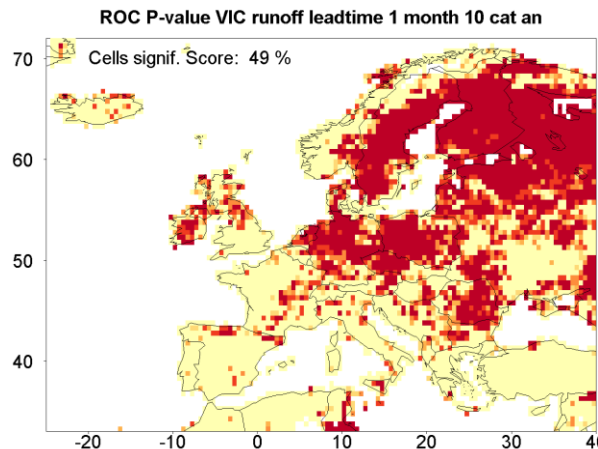 ROC P-value VIC runoff leadtime 1 month 10 cat an
Cells signif. Score: 49 %
70
60
50
40
-20 -10 0 10 20 30 40